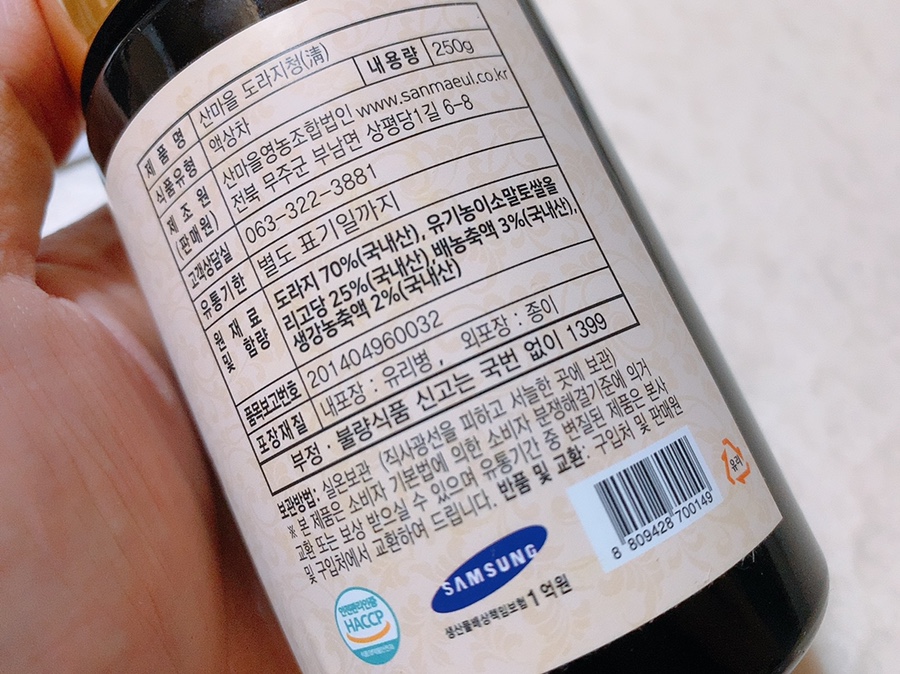 제품명 산마을 도라지청(清) 내용량 250g
식품유형 액상차
제조원 (판매원) 산마을영농조합법인 www.sanmaeul.co.kr
전북 무주군 부남면 상평당1길 6-8
고객상담실 063-322-3881
유통기한 별도 표기일까지
원재료 및 함량 도라지 70%(국내산), 유기농이소말토쌀올
리고당 25%(국내산),배농축액 3%(국내산),
생강농축액 2%(국내산)
품목보고번호 201404960032
포장재질 내포장 : 유리병 , 외포장 : 종이
부정 · 불량식품 신고는 국번 없이 1399
보관방법: 실온보관 (직사광선을 피하고 서늘한 곳에 보관)
※ 본 제품은 소비자 기본법에 의한 소비자 분쟁해결기준에 의거
교환 또는 보상 받으실 수 있으며 유통기간 중 변질된 제품은 본사
및 구입처에서 교환하여 드립니다. 반품 및 교환: 구입처 및 판매원
유리
8 809428 700149
SAMSUNG
생산물배상책임보험 1억원
안전관리인증
HACCP